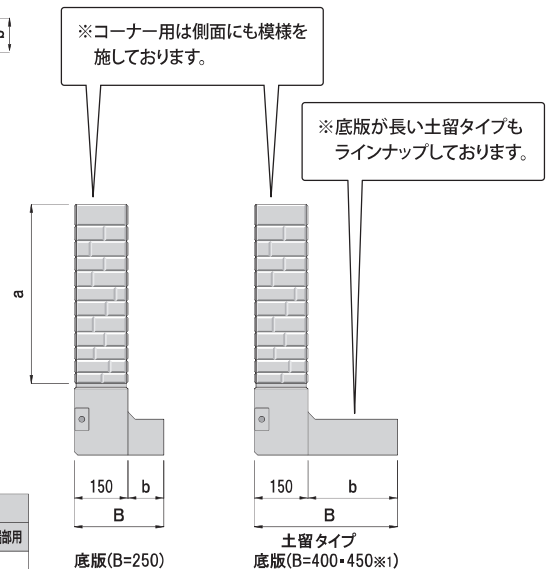 ※コーナー用は側面にも模様を
施しております。
※底版が長い土留タイプも
ラインナップしております。
a
150
b
B
底版(B=250)
150
b
B
土留タイプ
底版(B=400・450※1)
部用